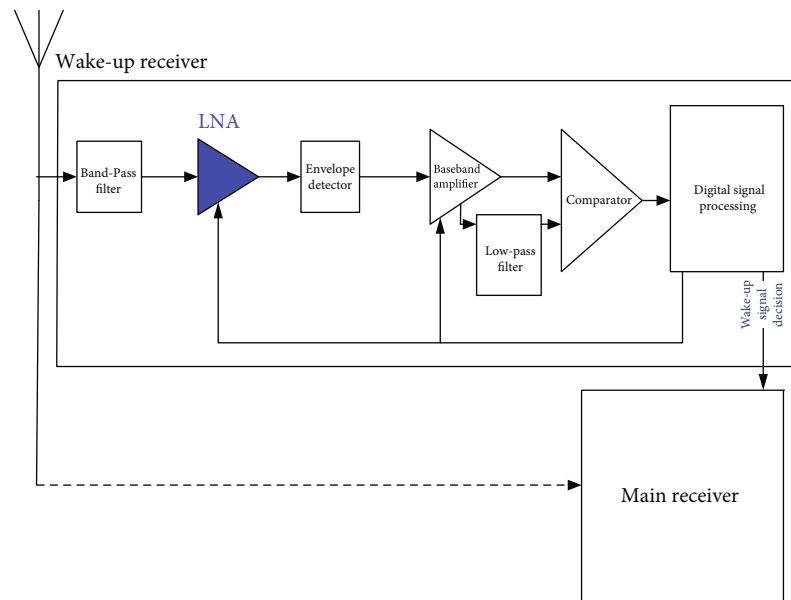 Wake-up receiver
LNA
Band-Pass
filter
Envelope
detector
Baseband
amplifier
Low-pass
filter
Comparator
Digital signal
processing
Wake-up
signal
decision
Main receiver